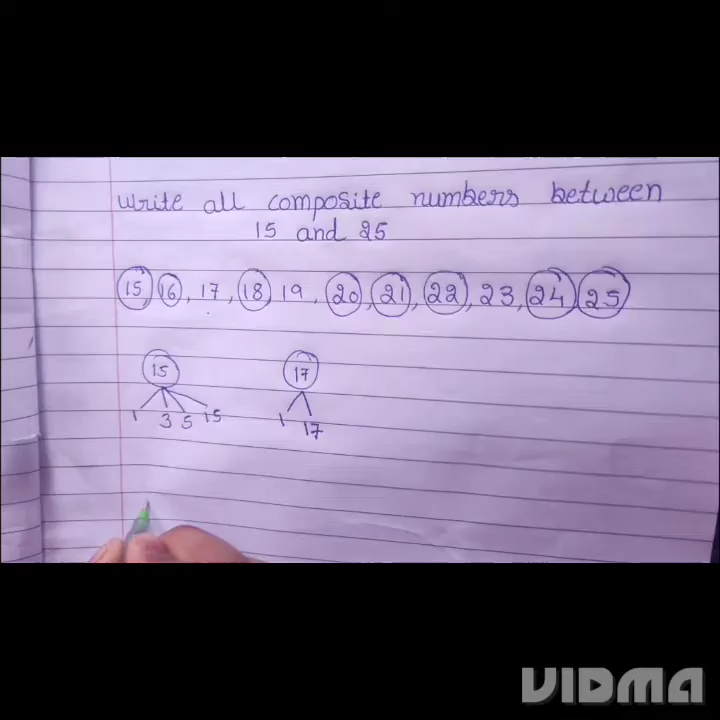 Write all composite numbers between
15 and 25
15, 16, 17, 18, 19, 20, 21, 22, 23, 24, 25
15 17
1 3 5 15 1 17
VIDMA